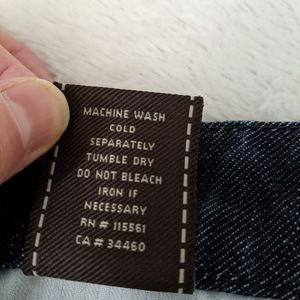 MACHINE WASH
COLD
SEPARATELY
TUMBLE DRY
DO NOT BLEACH
IRON IF
NECESSARY
RN # 115561
CA # 34460